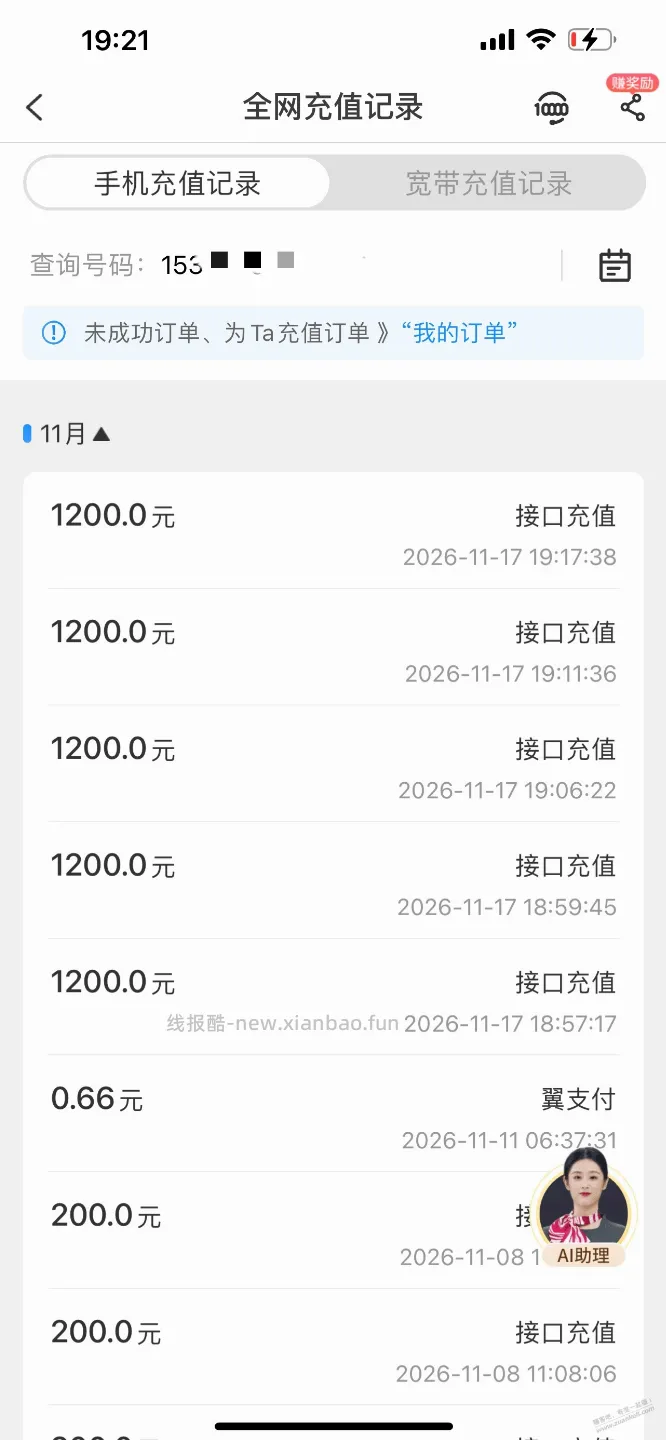 19:21
赚奖励
全网充值记录
10000
手机充值记录 宽带充值记录
查询号码： 153
未成功订单、为Ta充值订单 》“我的订单”
11月
1200.0元 接口充值
2026-11-17 19:17:38
1200.0元 接口充值
2026-11-17 19:11:36
1200.0元 接口充值
2026-11-17 19:06:22
1200.0元 接口充值
2026-11-17 18:59:45
1200.0元 接口充值
线报酷-new.xianbao.fun 2026-11-17 18:57:17
0.66元 翼支付
2026-11-11 06:37:31
200.0元 接
2026-11-08 1
AI助理
200.0元 接口充值
2026-11-08 11:08:06